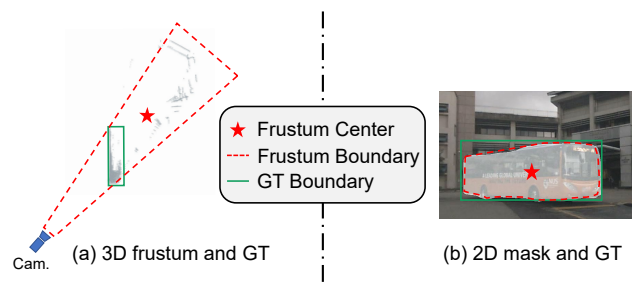 Frustum Center
Frustum Boundary
GT Boundary
Cam.
(a) 3D frustum and GT
(b) 2D mask and GT